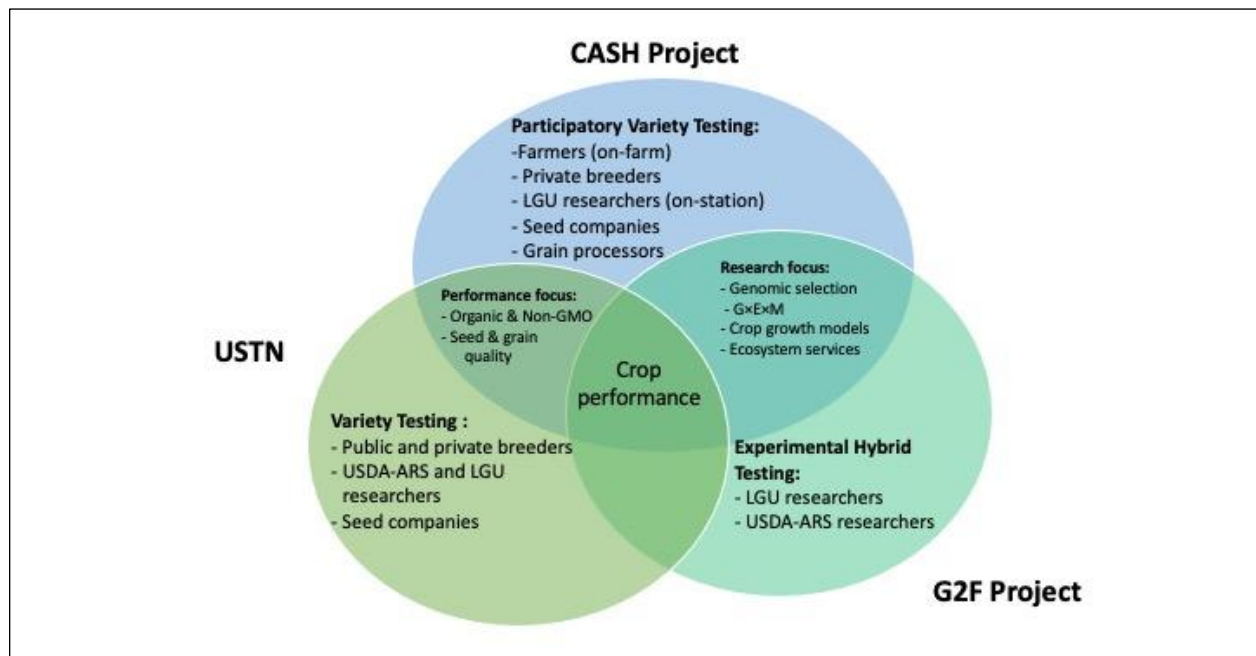 CASH Project
Participatory Variety Testing:
-Farmers (on-farm)
- Private breeders
- LGU researchers (on-station)
- Seed companies
- Grain processors
Performance focus:
- Organic & Non-GMO
- Seed & grain
quality
Research focus:
- Genomic selection
- G×E×M
- Crop growth models
- Ecosystem services
USTN
Crop
performance
Variety Testing :
- Public and private breeders
- USDA-ARS and LGU
researchers
- Seed companies
Experimental Hybrid
Testing:
- LGU researchers
- USDA-ARS researchers
G2F Project